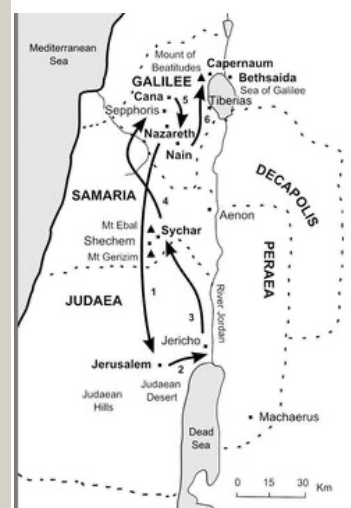 Mediterranean
Sea
Mount of
Beatitudes
Capernaum
Bethsaida
Sea of Galilee
GALILEE
Cana
5
Tiberias
Sepphoris
Nazareth
6
Nain
DECAPOLIS
SAMARIA
4
Aenon
Mt Ebal
Sychar
Shechem
Mt Gerizim
PERAEA
JUDAEA
1
3
River Jordan
Jericho
Jerusalem
2
Judaean
Desert
Judaean
Hills
Machaerus
Dead
Sea
0 15 30 Km